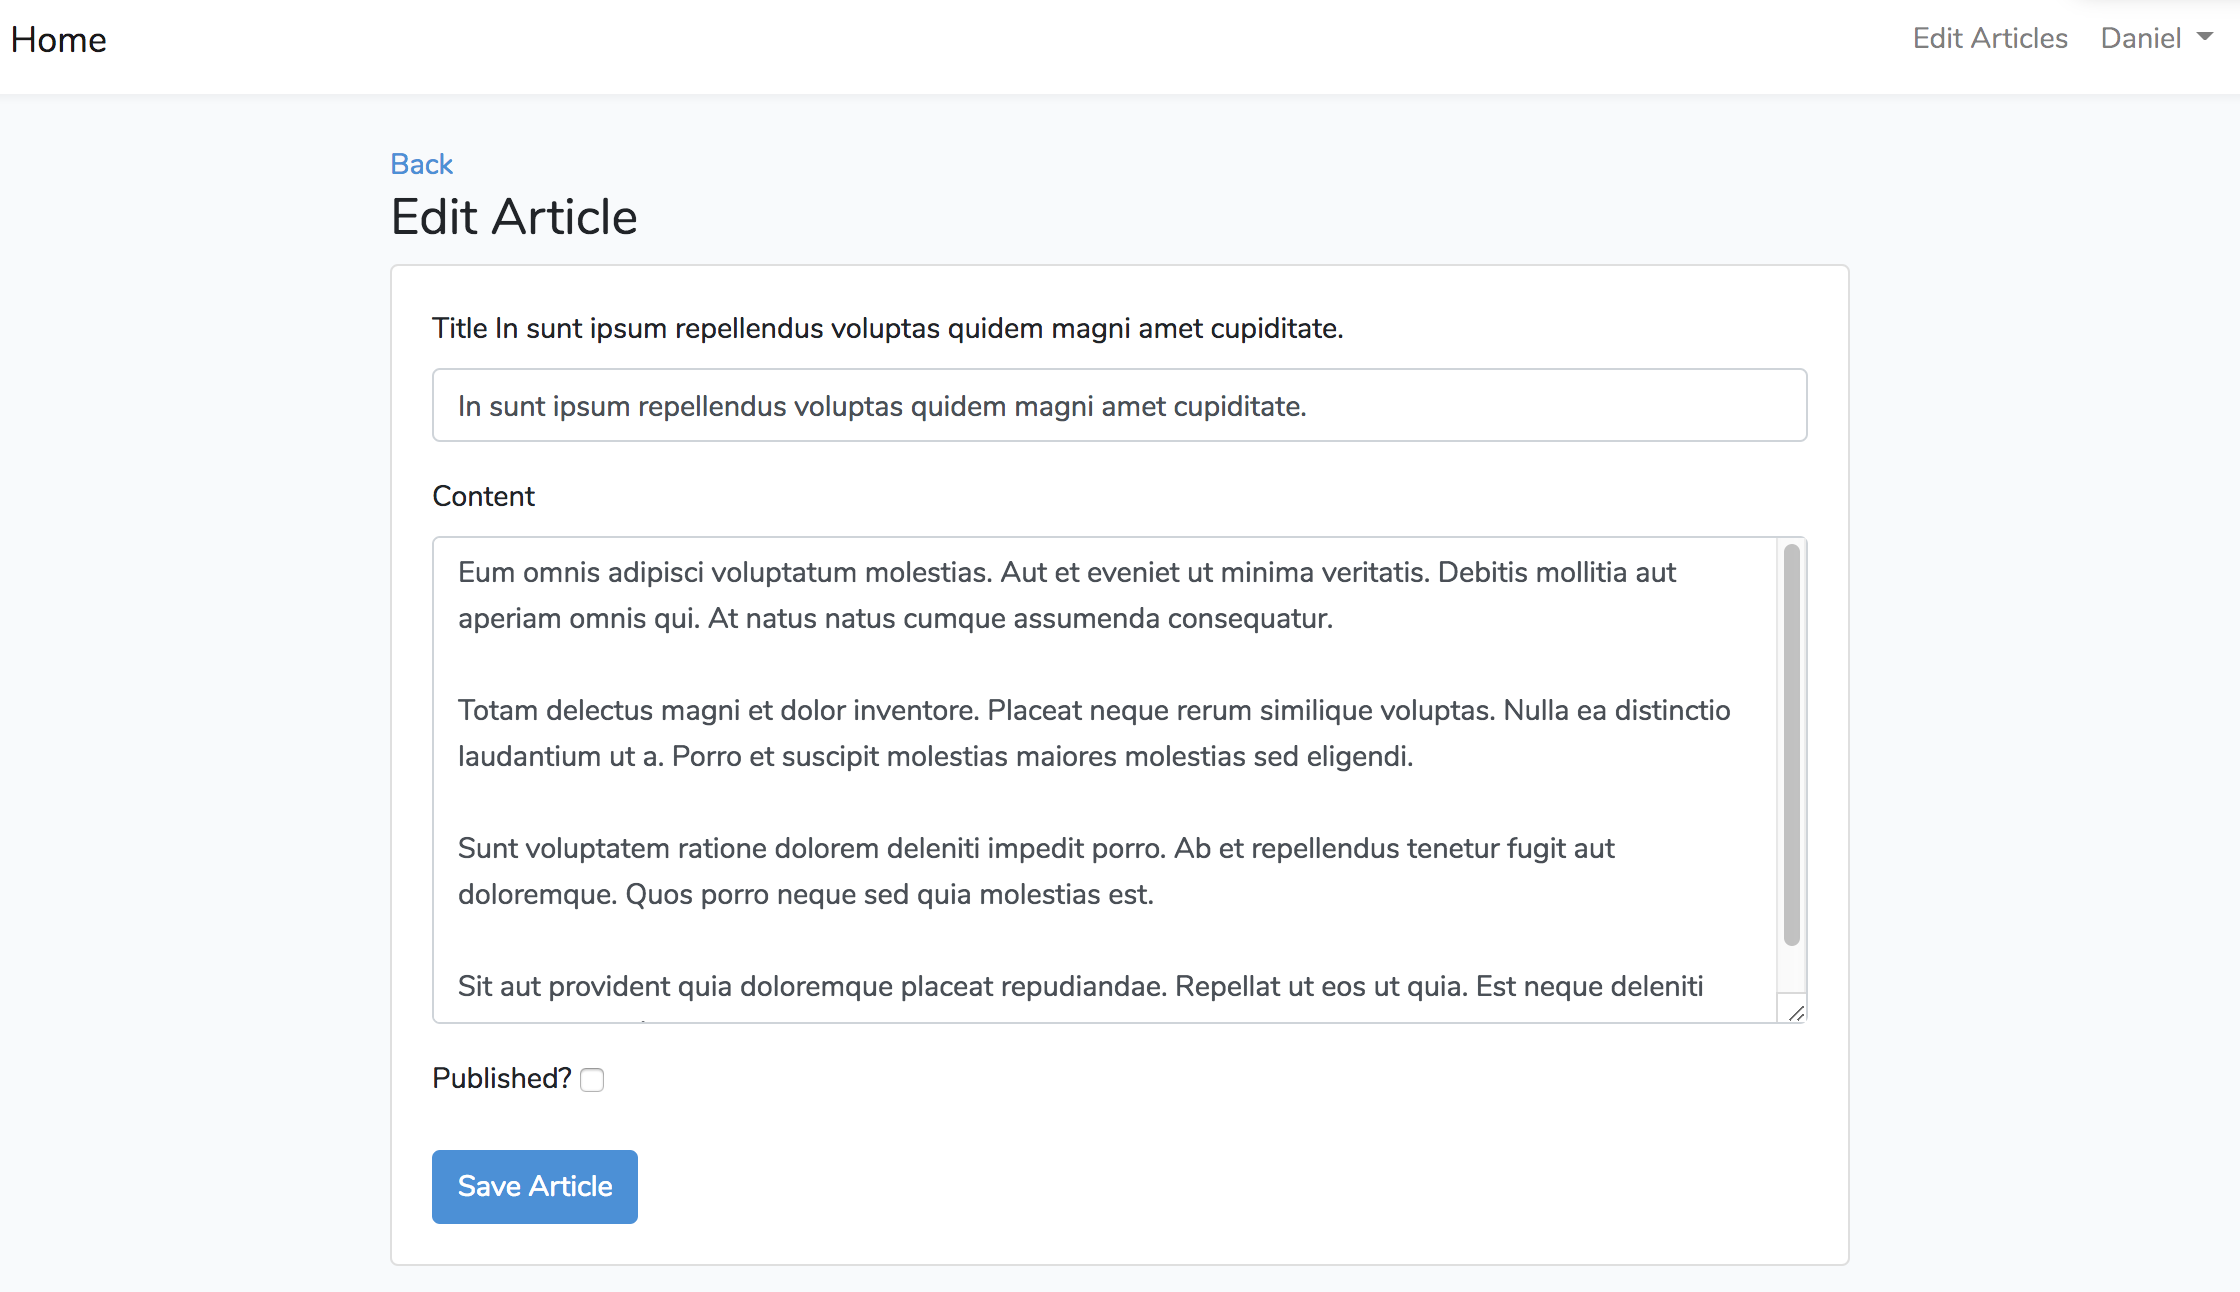 Home
Edit Articles Daniel
Back
Edit Article
Title In sunt ipsum repellendus voluptas quidem magni amet cupiditate.
In sunt ipsum repellendus voluptas quidem magni amet cupiditate.
Content
Eum omnis adipisci voluptatum molestias. Aut et eveniet ut minima veritatis. Debitis mollitia aut
aperiam omnis qui. At natus natus cumque assumenda consequatur.
Totam delectus magni et dolor inventore. Placeat neque rerum similique voluptas. Nulla ea distinctio
laudantium ut a. Porro et suscipit molestias maiores molestias sed eligendi.
Sunt voluptatem ratione dolorem deleniti impedit porro. Ab et repellendus tenetur fugit aut
doloremque. Quos porro neque sed quia molestias est.
Sit aut provident quia doloremque placeat repudiandae. Repellat ut eos ut quia. Est neque deleniti
Published?
Save Article